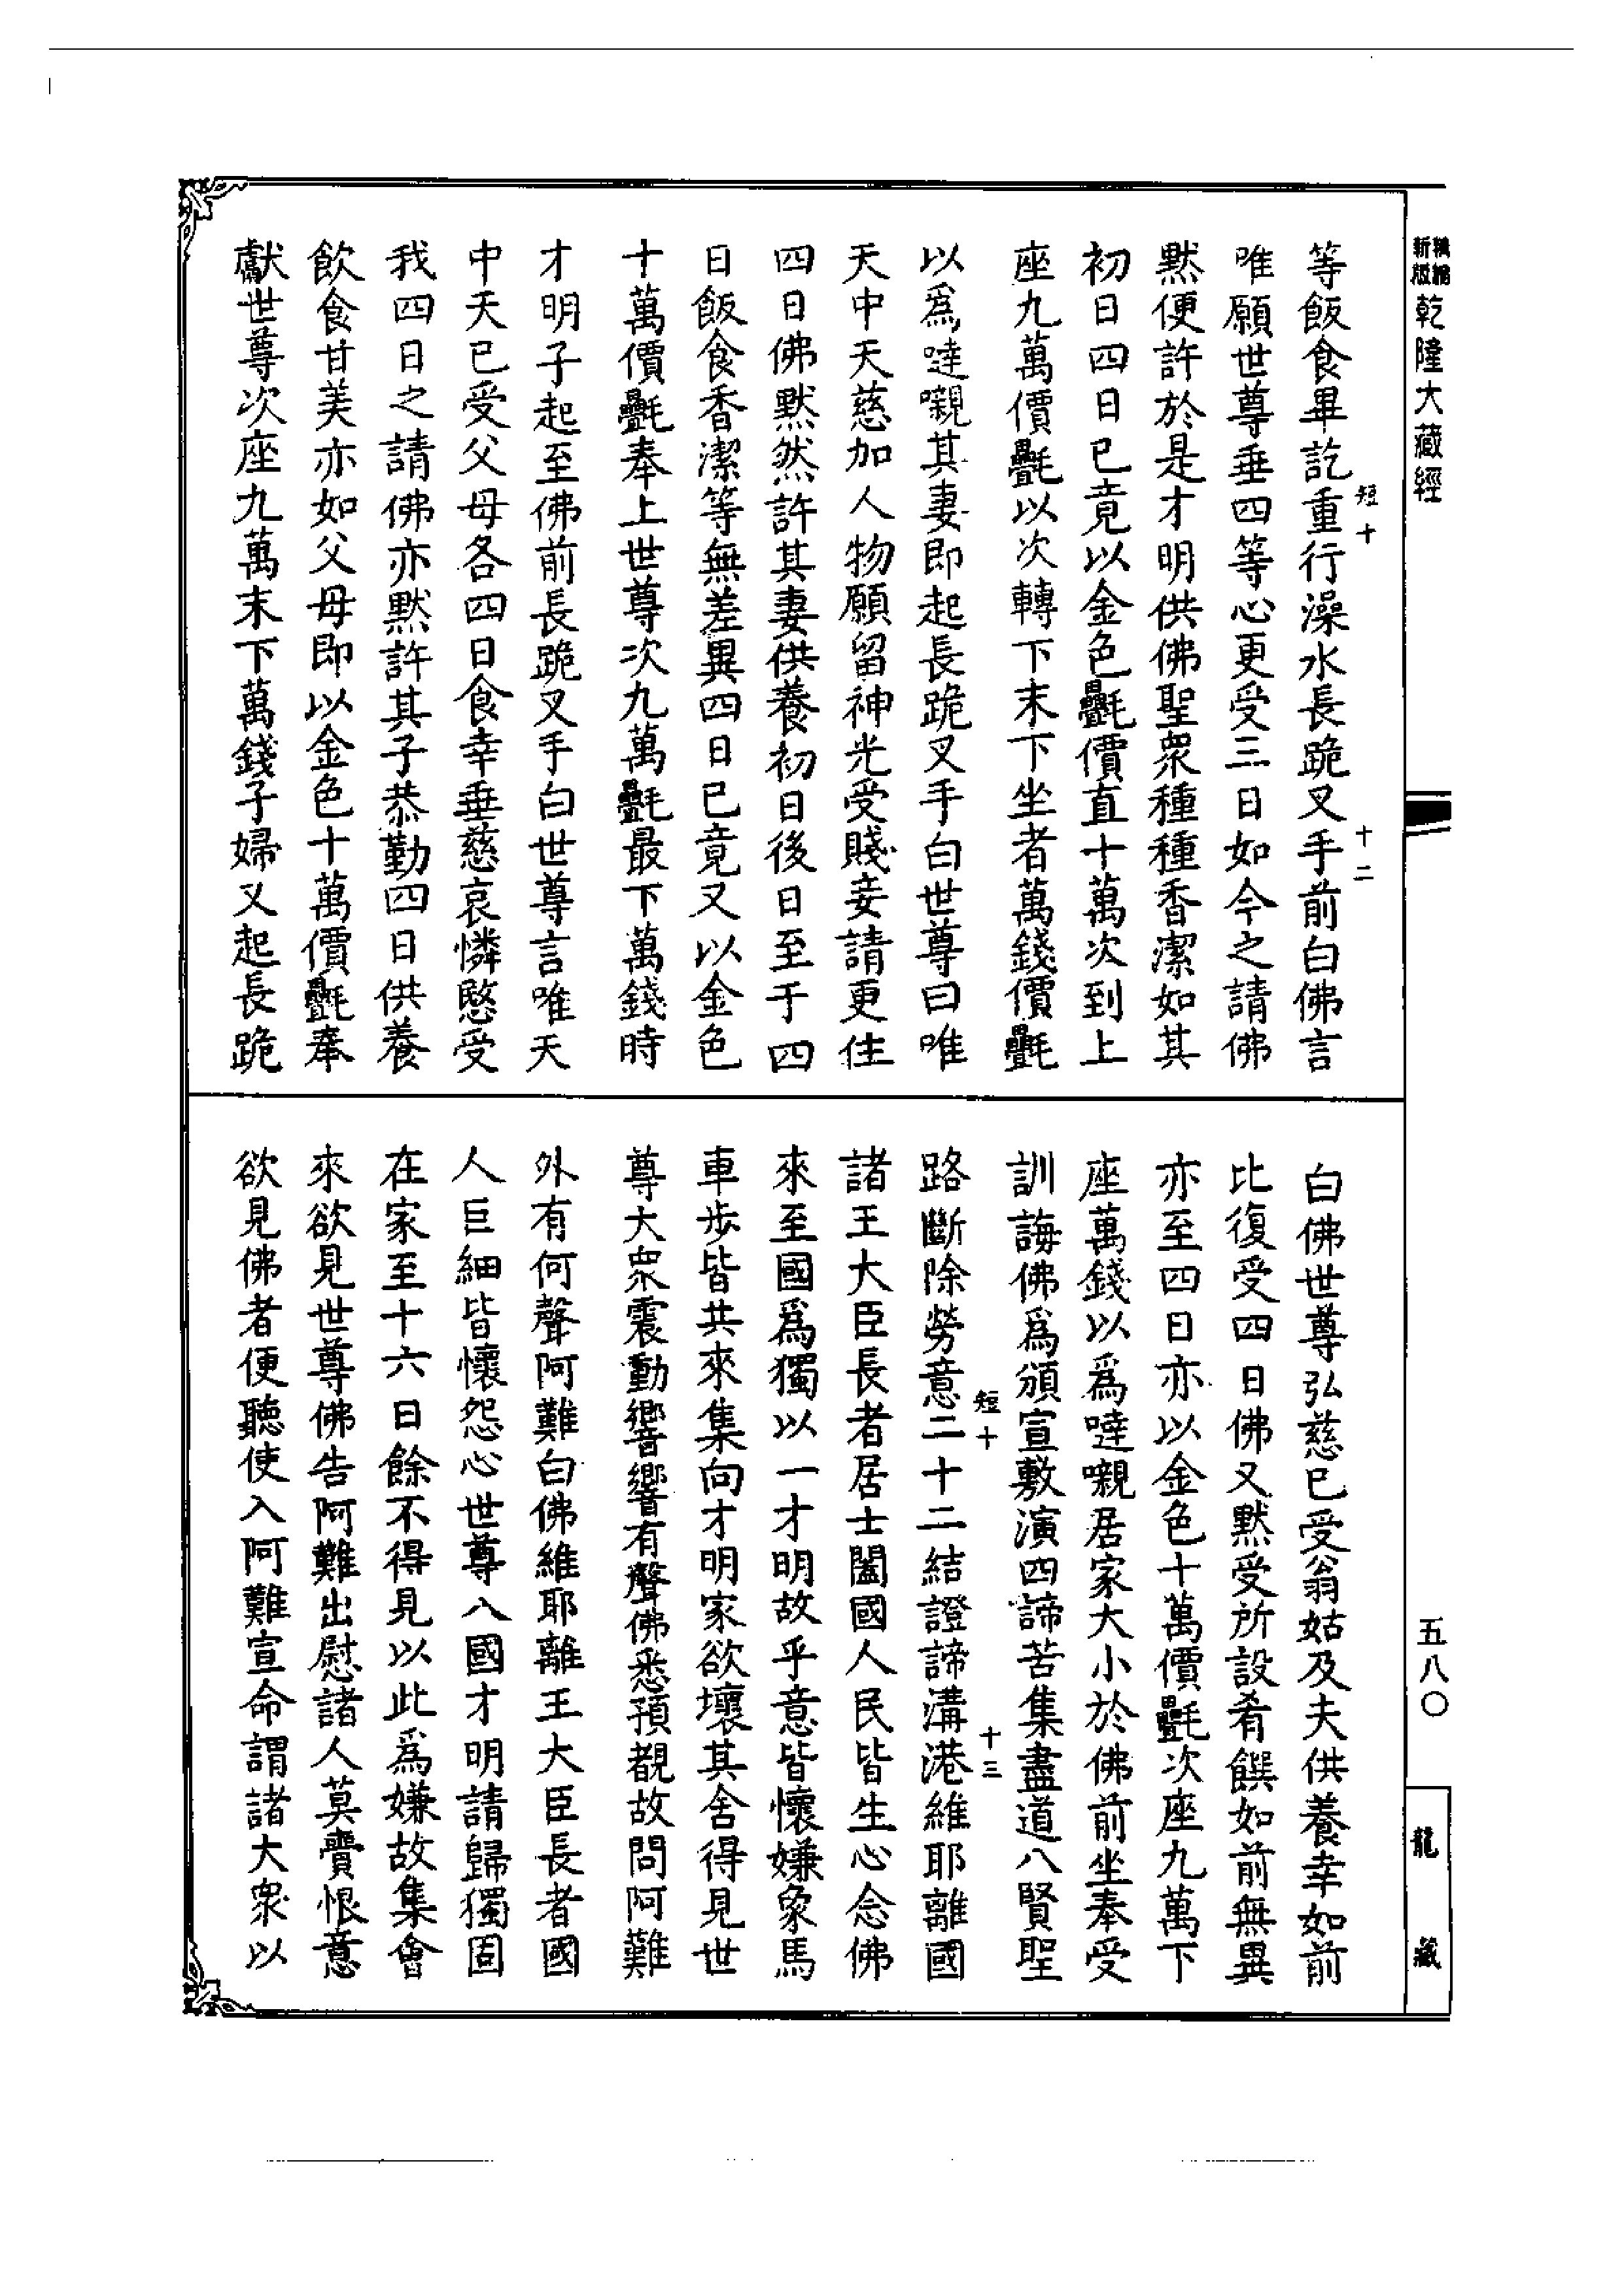 精縮
新版
乾隆大藏經
五八〇
龍藏
短十
十二
等飯食畢訖重行澡水長跪叉手前白佛言
唯願世尊垂四等心更受三日如今之請佛
黙便許於是才明供佛聖衆種種香潔如其
初日四日已竟以金色㲲價直十萬次到上
座九萬價㲲以次轉下末下坐者萬錢價㲲
以爲噠嚫其妻即起長跪叉手白世尊曰唯
天中天慈加人物願留神光受賤妾請更住
四日佛黙然許其妻供養初日後日至于四
日飯食香潔等無差異四日已竟又以金色
十萬價㲲奉上世尊次九萬㲲最下萬錢時
才明子起至佛前長跪叉手白世尊言唯天
中天已受父母各四日食幸垂慈哀憐愍受
我四日之請佛亦黙許其子恭勤四日供養
飲食甘美亦如父母即以金色十萬價㲲奉
獻世尊次座九萬末下萬錢子婦又起長跪
白佛世尊弘慈已受翁姑及夫供養幸如前
比復受四日佛又黙受所設肴饌如前無異
亦至四日亦以金色十萬價㲲次座九萬下
座萬錢以爲噠嚫居家大小於佛前坐奉受
訓誨佛爲頒宣敷演四諦苦集盡道八賢聖
短十
十三
路斷除勞意二十二結證諦溝港維耶離國
諸王大臣長者居士闔國人民皆生心念佛
來至國爲獨以一才明故乎意皆懷嫌象馬
車步皆共來集向才明家欲壞其舍得見世
尊大衆震動響響有聲佛悉預覩故問阿難
外有何聲阿難白佛維耶離王大臣長者國
人巨細皆懷怨心世尊入國才明請歸獨固
在家至十六日餘不得見以此爲嫌故集會
來欲見世尊佛告阿難出慰諸人莫賷恨意
欲見佛者便聽使入阿難宣命謂諸大衆以